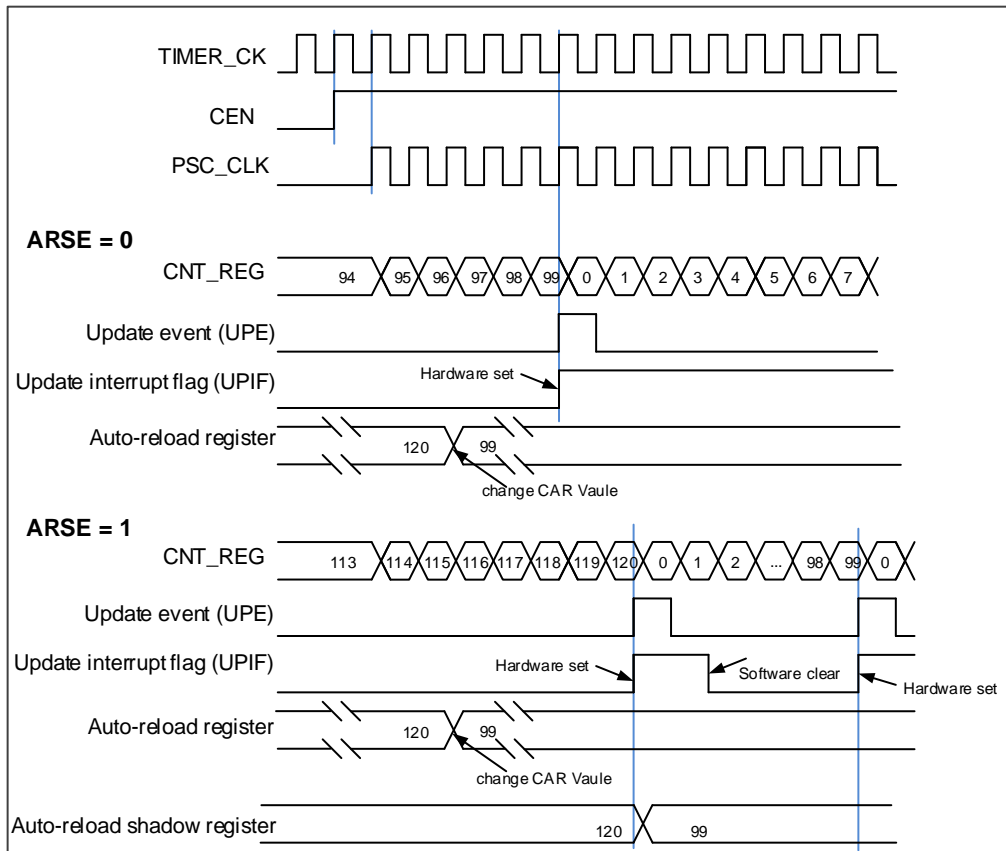 TIMER_CK
CEN
PSC_CLK
ARSE = 0
CNT_REG 94 95 96 97 98 99 0 1 2 3 4 5 6 7
Update event (UPE)
Update interrupt flag (UPIF) Hardware set
Auto-reload register 120 99
change CAR Vaule
ARSE = 1
CNT_REG 113 114 115 116 117 118 119 120 0 1 2 ... 98 99 0
Update event (UPE)
Update interrupt flag (UPIF) Hardware set Software clear Hardware set
Auto-reload register 120 99
change CAR Vaule
Auto-reload shadow register 120 99